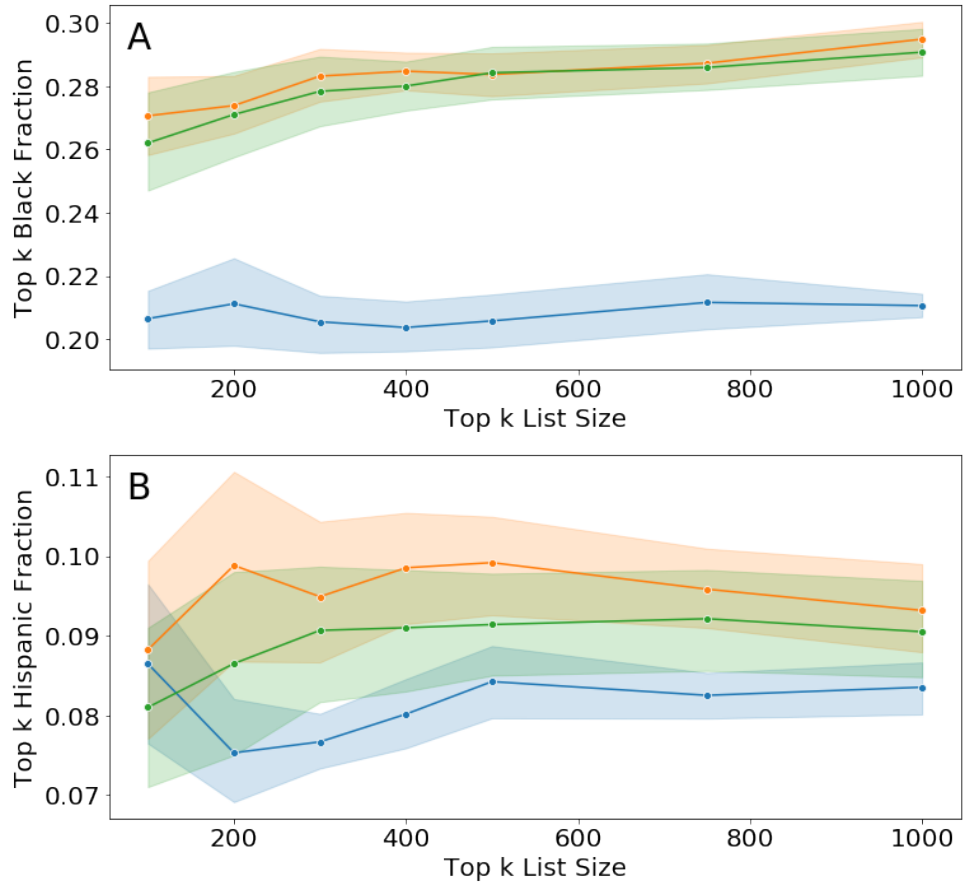 A
Top k Black Fraction
0.30
0.28
0.26
0.24
0.22
0.20
200 400 600 800 1000
Top k List Size
B
Top k Hispanic Fraction
0.11
0.10
0.09
0.08
0.07
200 400 600 800 1000
Top k List Size